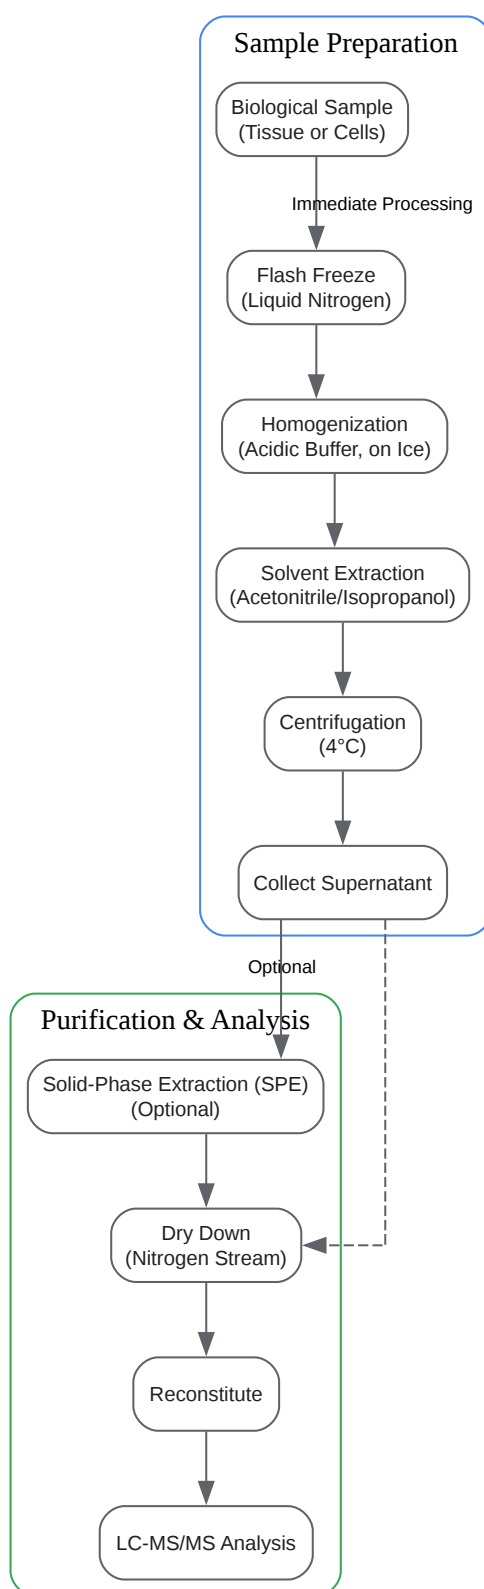 Sample Preparation
Biological Sample
(Tissue or Cells)
Immediate Processing
Flash Freeze
(Liquid Nitrogen)
Homogenization
(Acidic Buffer, on Ice)
Solvent Extraction
(Acetonitrile/Isopropanol)
Centrifugation
(4°C)
Collect Supernatant
Optional
Purification & Analysis
Solid-Phase Extraction (SPE)
(Optional)
Dry Down
(Nitrogen Stream)
Reconstitute
LC-MS/MS Analysis